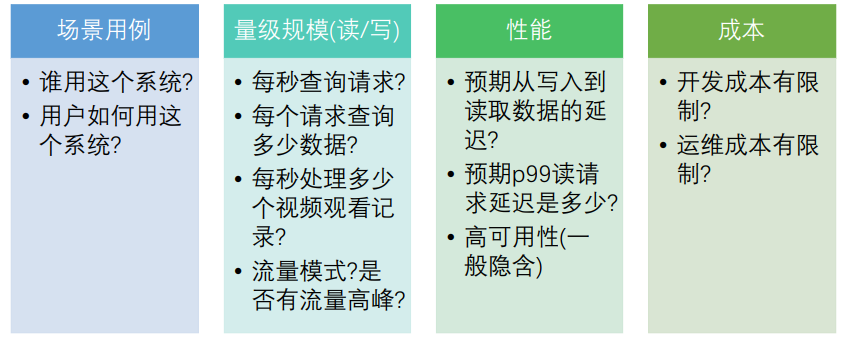 场景用例
• 谁用这个系统?
• 用户如何用这
个系统?
量级规模(读/写)
• 每秒查询请求?
• 每个请求查询
多少数据?
• 每秒处理多少
个视频观看记
录?
• 流量模式?是
否有流量高峰?
性能
• 预期从写入到
读取数据的延
迟?
• 预期p99读请
求延迟是多少?
• 高可用性(一
般隐含)
成本
• 开发成本有限
制?
• 运维成本有限
制?